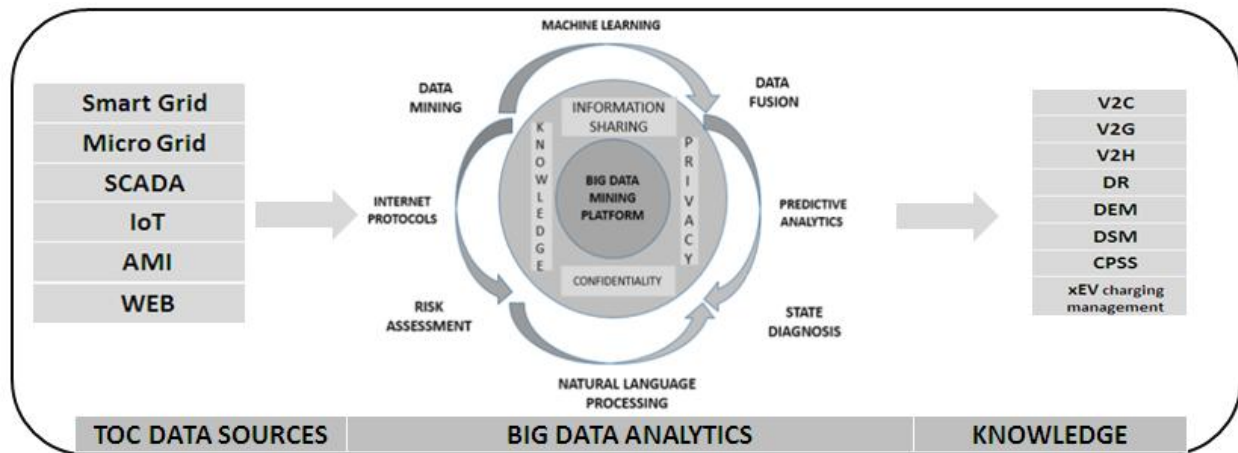 Smart Grid
Micro Grid
SCADA
IoT
AMI
WEB
MACHINE LEARNING
DATA
MINING
DATA
FUSION
INTERNET
PROTOCOLS
PREDICTIVE
ANALYTICS
RISK
ASSESSMENT
STATE
DIAGNOSIS
NATURAL LANGUAGE
PROCESSING
INFORMATION
SHARING
KNOWLEDGE
PRIVACY
BIG DATA
MINING
PLATFORM
CONFIDENTIALITY
V2C
V2G
V2H
DR
DEM
DSM
CPSS
xEV charging
management
TOC DATA SOURCES
BIG DATA ANALYTICS
KNOWLEDGE